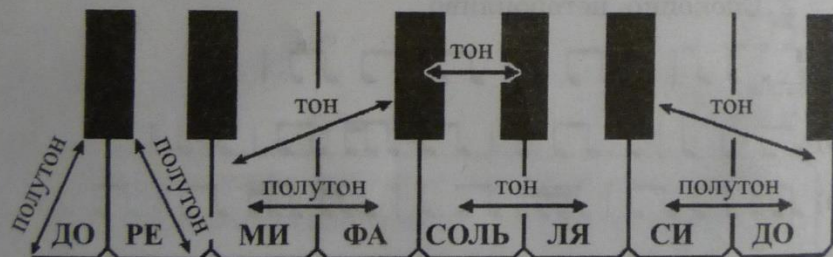 тон
тон
тон
полутон
полутон
полутон
тон
полутон
ДО РЕ МИ ФА СОЛЬ ЛЯ СИ ДО